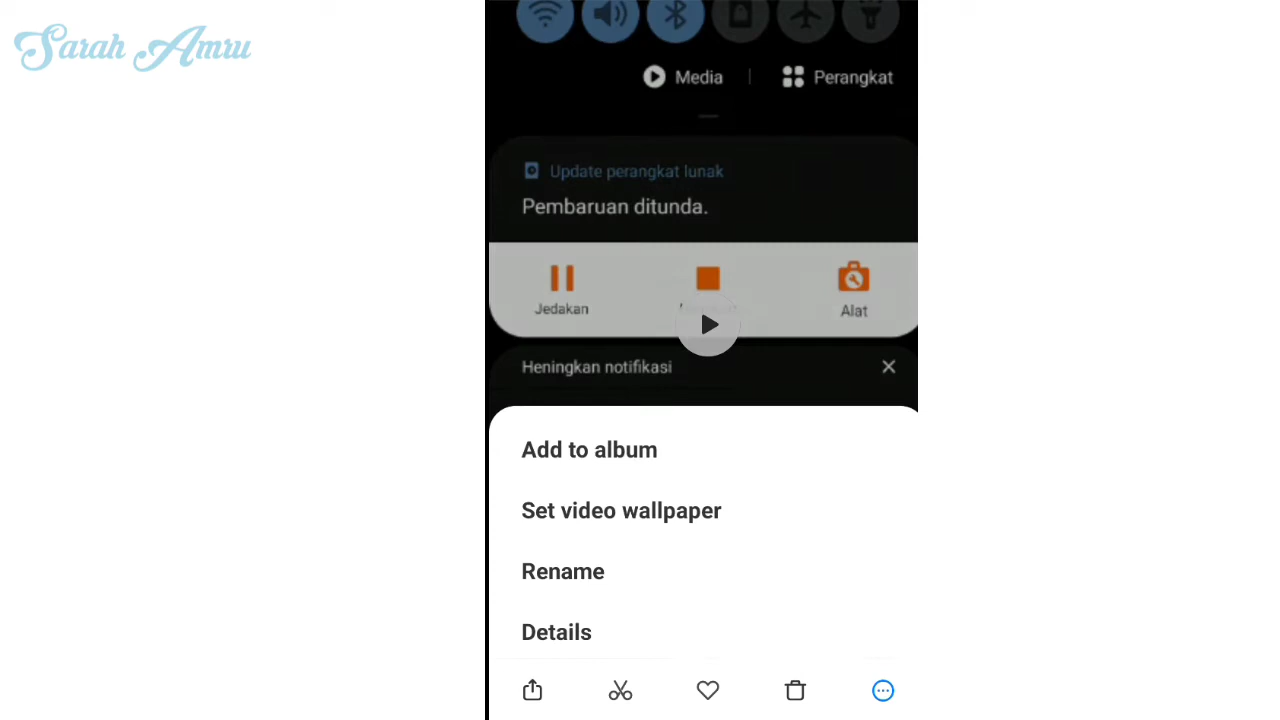 Sarah Amru
Media | Perangkat
Update perangkat lunak
Pembaruan ditunda.
Jedakan
Alat
Heningkan notifikasi
Add to album
Set video wallpaper
Rename
Details